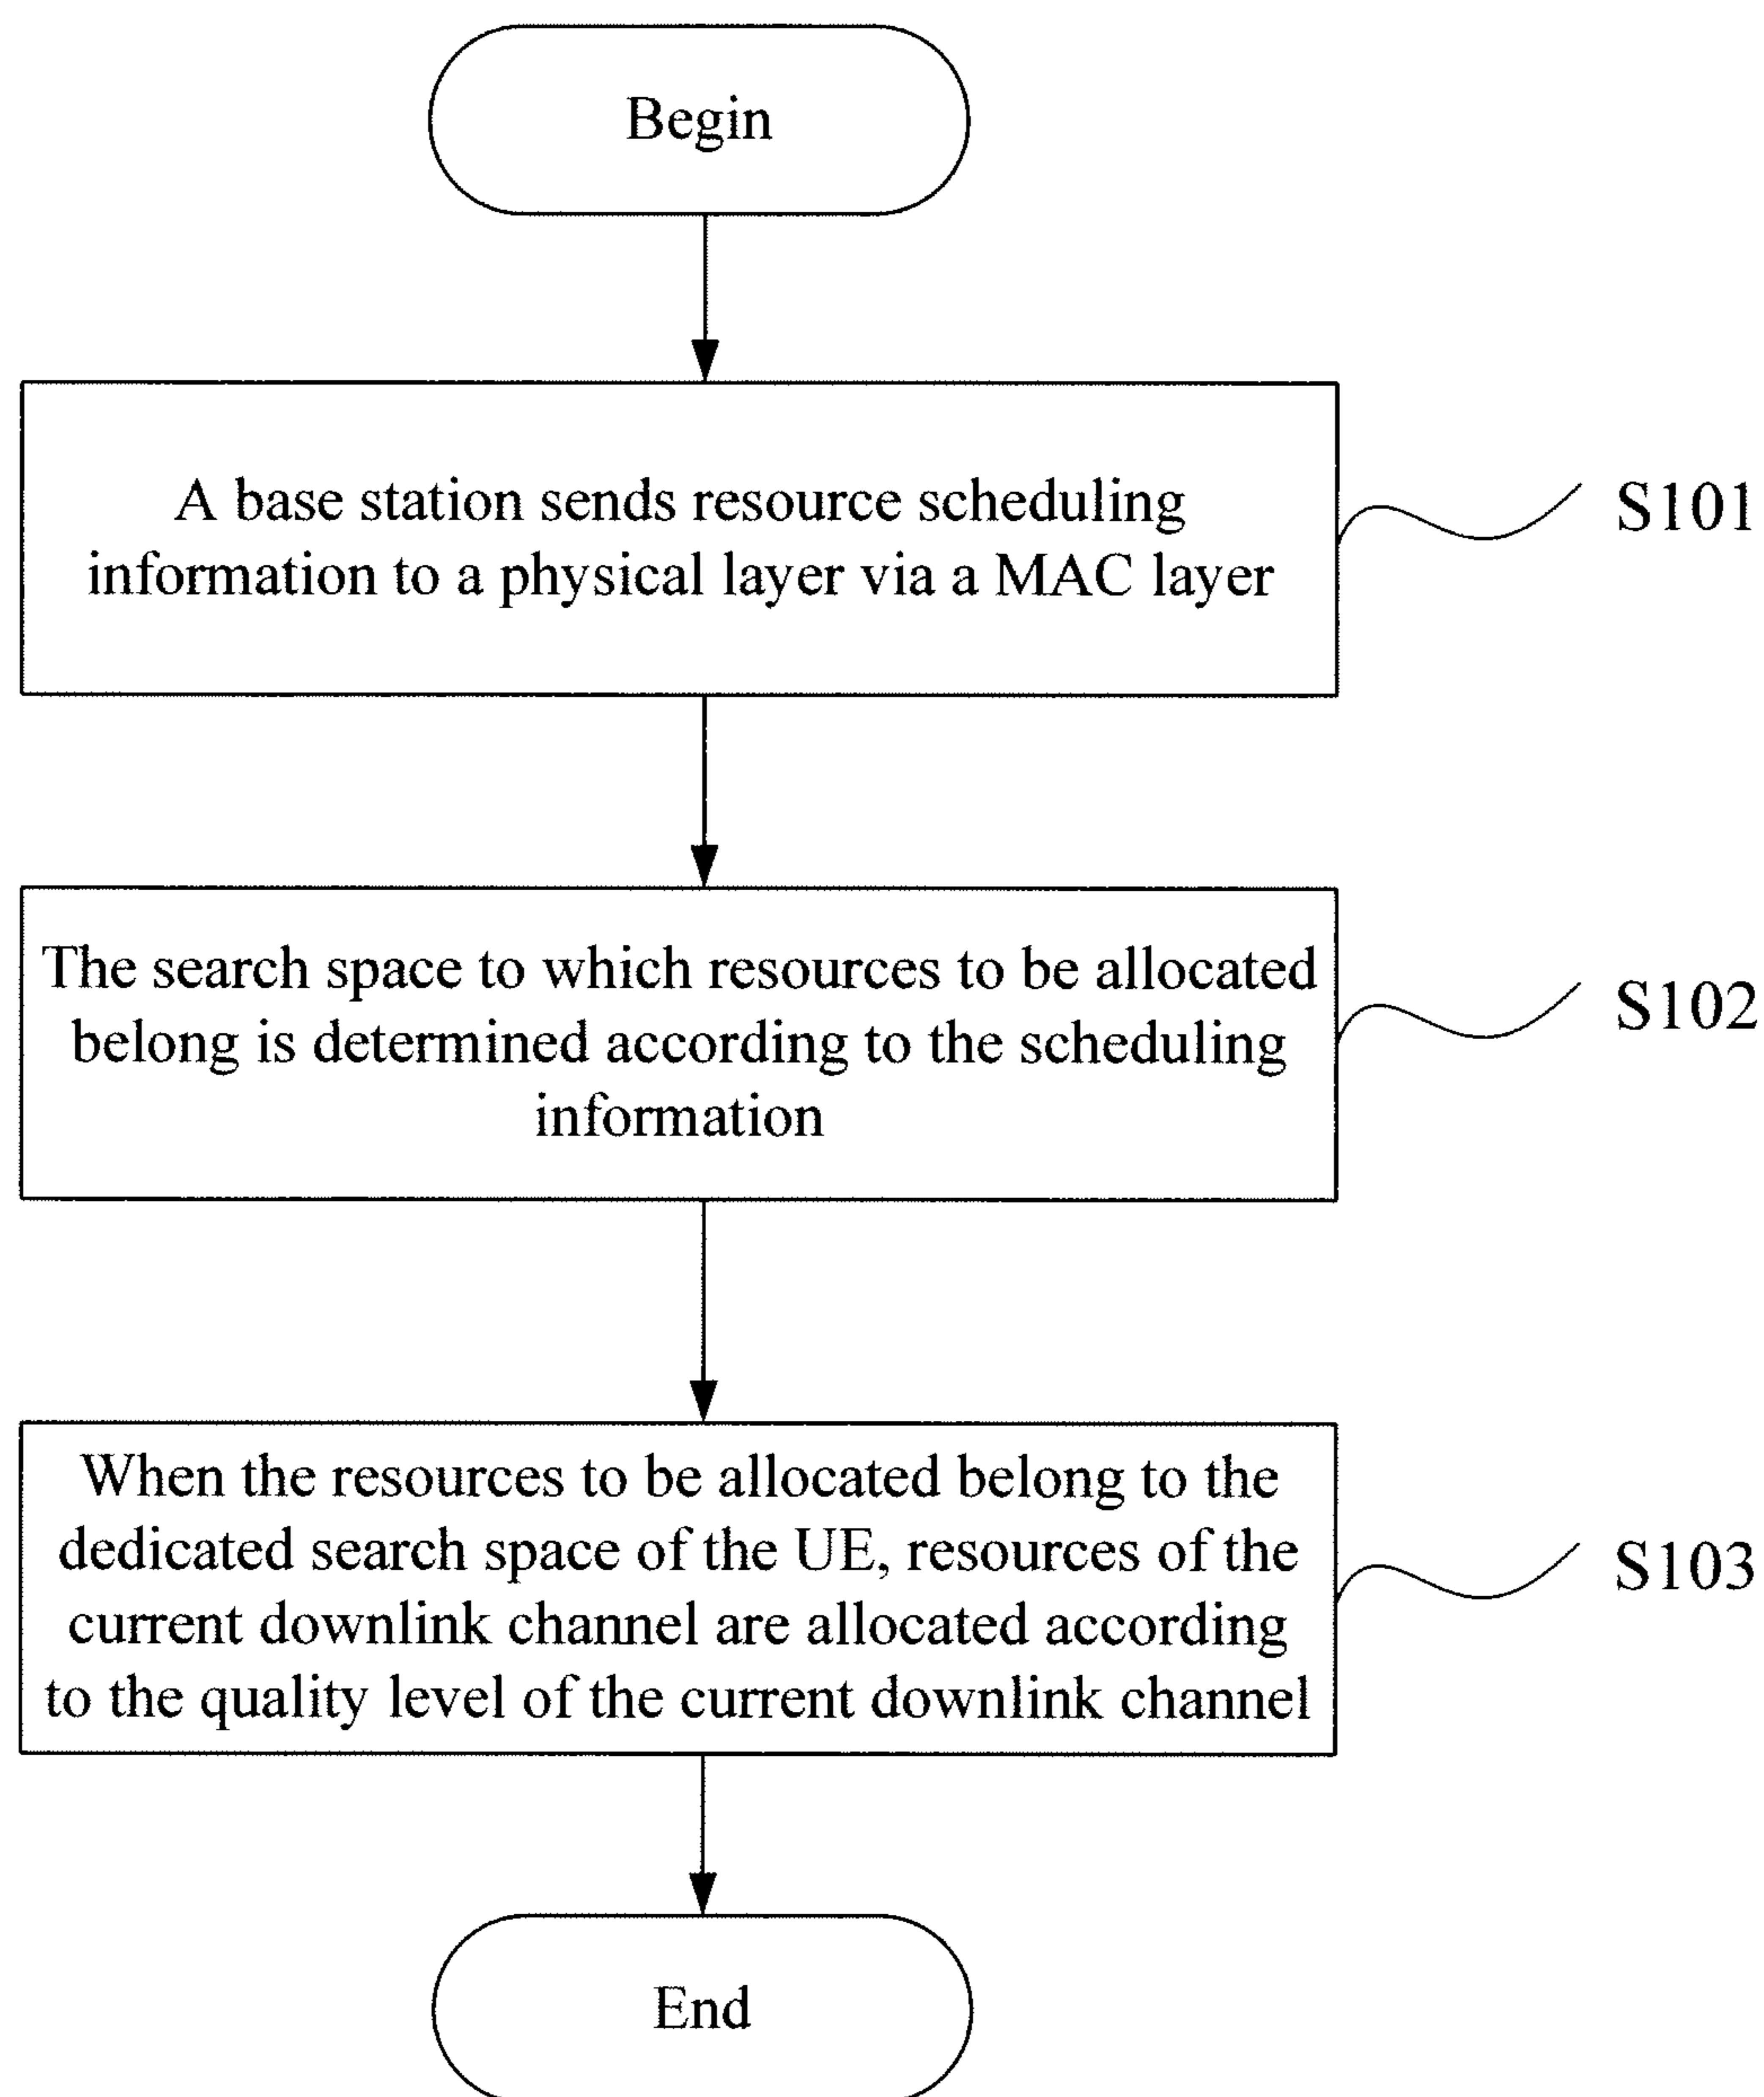 Begin
A base station sends resource scheduling
information to a physical layer via a MAC layer
S101
The search space to which resources to be allocated
belong is determined according to the scheduling
information
S102
When the resources to be allocated belong to the
dedicated search space of the UE, resources of the
current downlink channel are allocated according
to the quality level of the current downlink channel
S103
End